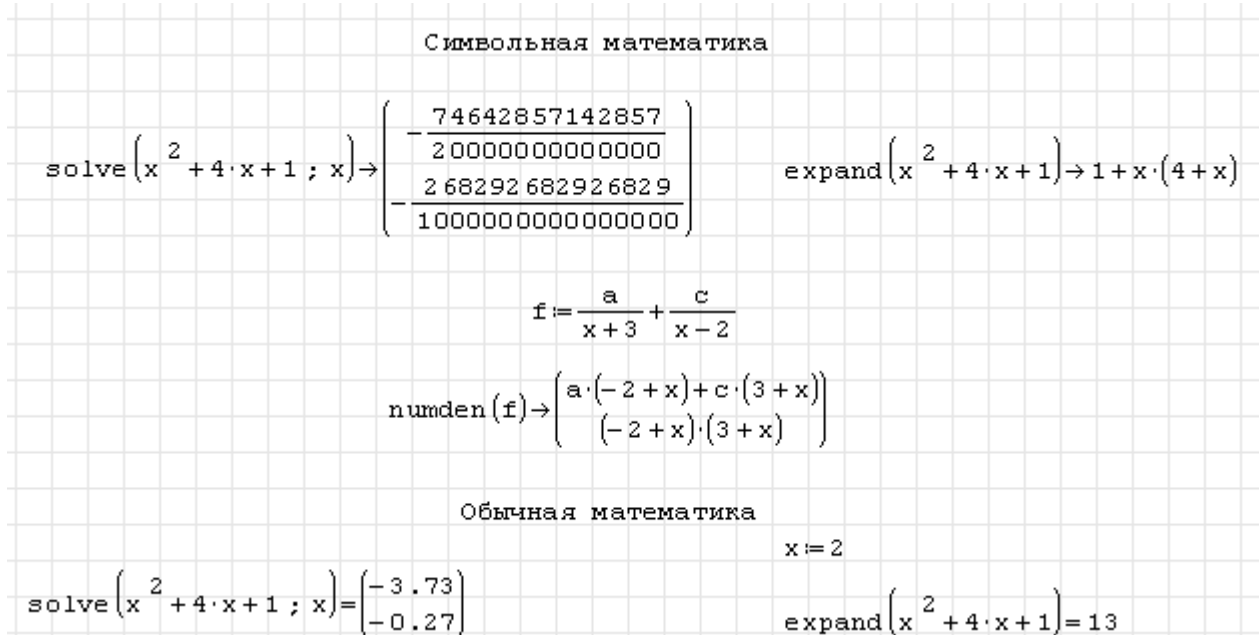 Символьная математика
solve(x^2+4·x+1 ; x)→(-74642857142857/20000000000000 -268292682926829/1000000000000000)
expand(x^2+4·x+1)→1+x·(4+x)
f:=a/(x+3)+c/(x-2)
numden(f)→(a·(-2+x)+c·(3+x) (-2+x)·(3+x))
Обычная математика
x:=2
solve(x^2+4·x+1 ; x)=(-3.73 -0.27)
expand(x^2+4·x+1)=13